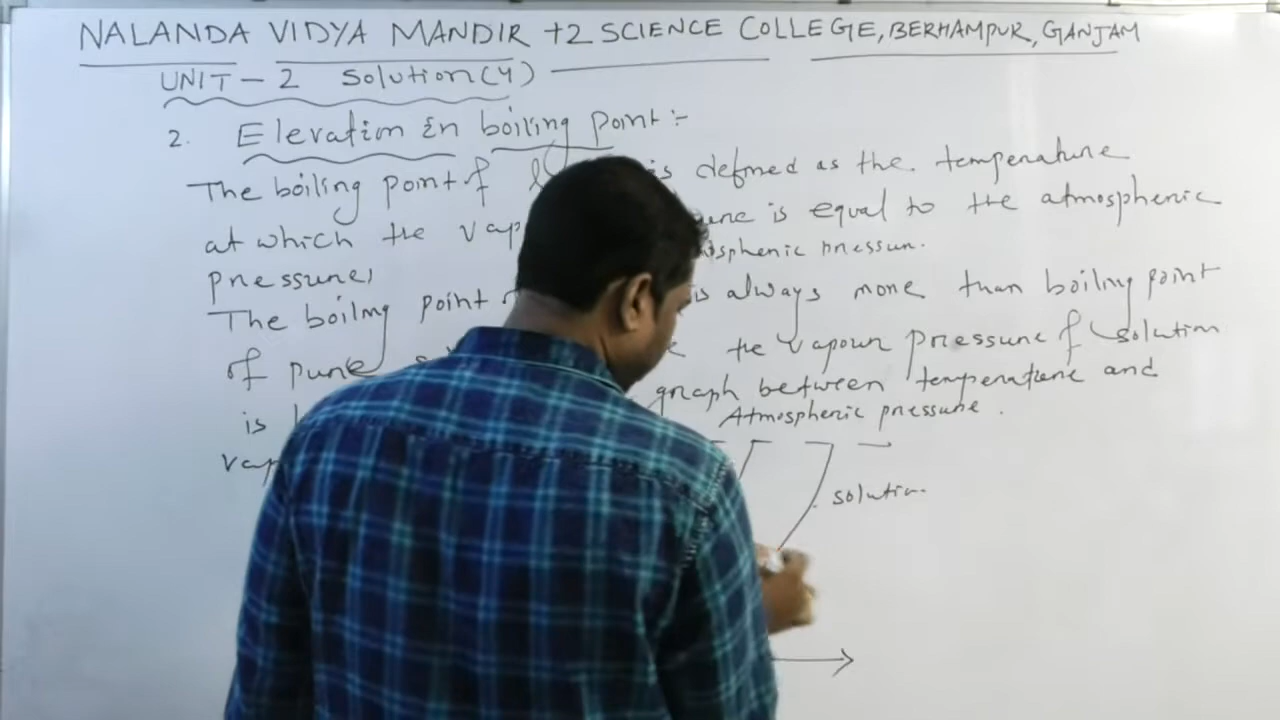 NALANDA VIDYA MANDIR +2 SCIENCE COLLEGE, BERHAMPUR, GANJAM
UNIT - 2 Solution(4)
2. Elevation in boiling point :-
The boiling point of is defined as the temperature
at which the vap is equal to the atmospheric
pressure,
pressure.
The boiling point is always more than boiling point
of pure the vapour pressure of solution
is graph between temperature and
vap
Atmospheric pressure.
solution